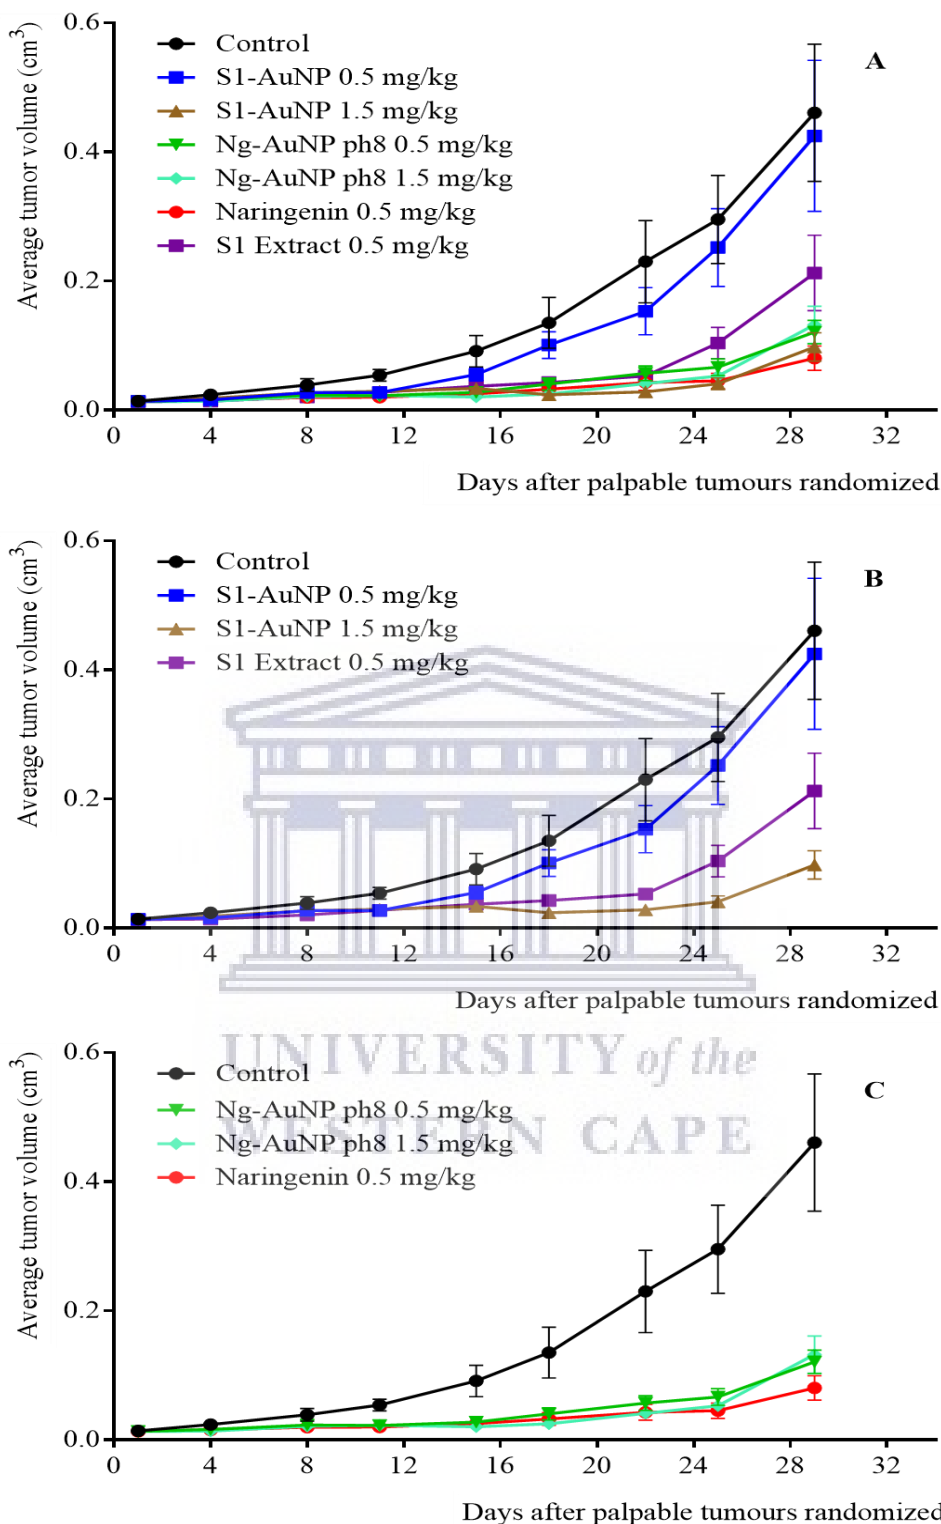 0.6
Control
A
S1-AuNP 0.5 mg/kg
S1-AuNP 1.5 mg/kg
Ng-AuNP ph8 0.5 mg/kg
Ng-AuNP ph8 1.5 mg/kg
Naringenin 0.5 mg/kg
S1 Extract 0.5 mg/kg
Average tumor volume (cm³)
0.4
0.2
0.0
0 4 8 12 16 20 24 28 32
Days after palpable tumours randomized
0.6
Control
B
S1-AuNP 0.5 mg/kg
S1-AuNP 1.5 mg/kg
S1 Extract 0.5 mg/kg
Average tumor volume (cm³)
0.4
0.2
0.0
0 4 8 12 16 20 24 28 32
Days after palpable tumours randomized
UNIVERSITY of the
WESTERN CAPE
0.6
Control
C
Ng-AuNP ph8 0.5 mg/kg
Ng-AuNP ph8 1.5 mg/kg
Naringenin 0.5 mg/kg
Average tumor volume (cm³)
0.4
0.2
0.0
0 4 8 12 16 20 24 28 32
Days after palpable tumours randomized